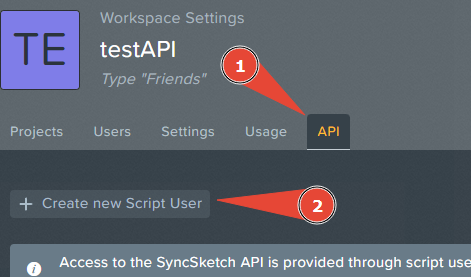 TE
Workspace Settings
testAPI
Type "Friends"
1
Projects Users Settings Usage API
+ Create new Script User
2
i Access to the SyncSketch API is provided through script use